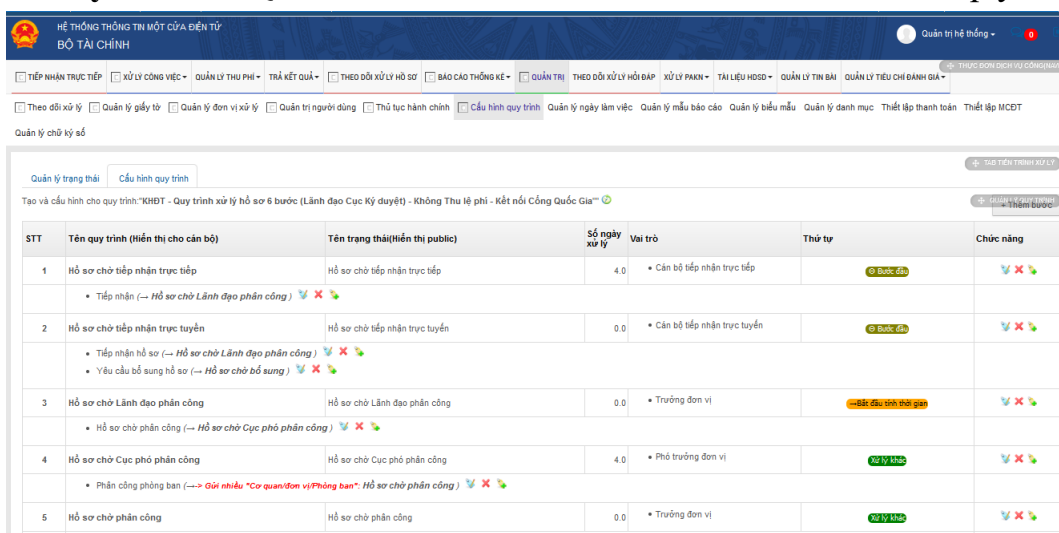 HỆ THỐNG THÔNG TIN MỘT CỬA ĐIỆN TỬ
BỘ TÀI CHÍNH
Quản trị hệ thống
0
THỰC ĐƠN DỊCH VỤ CÔNG(NAV
TIẾP NHẬN TRỰC TIẾP XỬ LÝ CÔNG VIỆC QUẢN LÝ THU PHÍ TRẢ KẾT QUẢ THEO DÕI XỬ LÝ HỒ SƠ BÁO CÁO THỐNG KÊ QUẢN TRỊ THEO DÕI XỬ LÝ HỎI ĐÁP XỬ LÝ PAKN TÀI LIỆU HDSD QUẢN LÝ TIN BÀI QUẢN LÝ TIÊU CHÍ ĐÁNH GIÁ
Theo dõi xử lý Quản lý giấy tờ Quản lý đơn vị xử lý Quản trị người dùng Thủ tục hành chính Cấu hình quy trình Quản lý ngày làm việc Quản lý mẫu báo cáo Quản lý biểu mẫu Quản lý danh mục Thiết lập thanh toán Thiết lập MCĐT
Quản lý chữ ký số
TAB TIẾN TRÌNH XỬ LÝ
Quản lý trạng thái Cấu hình quy trình
Tạo và cấu hình cho quy trình:"KHĐT - Quy trình xử lý hồ sơ 6 bước (Lãnh đạo Cục Ký duyệt) - Không Thu lệ phí - Kết nối Cổng Quốc Gia""
QUẢN LÝ QUY TRÌNH
+ Thêm bước
STT Tên quy trình (Hiển thị cho cán bộ) Tên trạng thái(Hiển thị public) Số ngày xử lý Vai trò Thứ tự Chức năng
1 Hồ sơ chờ tiếp nhận trực tiếp Hồ sơ chờ tiếp nhận trực tiếp 4.0 • Cán bộ tiếp nhận trực tiếp Bước đầu
• Tiếp nhận (→ Hồ sơ chờ Lãnh đạo phân công )
2 Hồ sơ chờ tiếp nhận trực tuyến Hồ sơ chờ tiếp nhận trực tuyến 0.0 • Cán bộ tiếp nhận trực tuyến Bước đầu
• Tiếp nhận hồ sơ (→ Hồ sơ chờ Lãnh đạo phân công )
• Yêu cầu bổ sung hồ sơ (→ Hồ sơ chờ bổ sung )
3 Hồ sơ chờ Lãnh đạo phân công Hồ sơ chờ Lãnh đạo phân công 0.0 • Trưởng đơn vị →Bắt đầu tính thời gian
• Hồ sơ chờ phân công (→ Hồ sơ chờ Cục phó phân công )
4 Hồ sơ chờ Cục phó phân công Hồ sơ chờ Cục phó phân công 4.0 • Phó trưởng đơn vị Xử lý khác
• Phân công phòng ban (→-> Gửi nhiều "Cơ quan/đơn vị/Phòng ban": Hồ sơ chờ phân công )
5 Hồ sơ chờ phân công Hồ sơ chờ phân công 0.0 • Trưởng đơn vị Xử lý khác